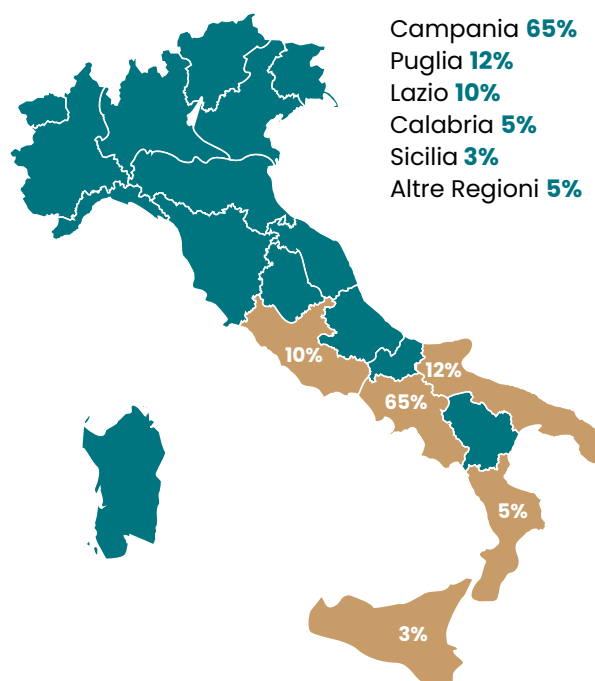 Campania 65%
Puglia 12%
Lazio 10%
Calabria 5%
Sicilia 3%
Altre Regioni 5%
10%
12%
65%
5%
3%